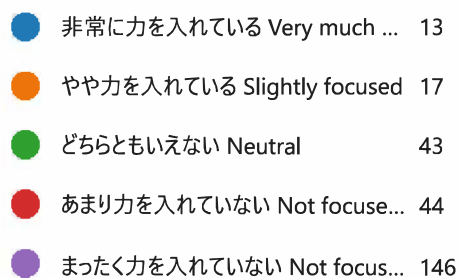 非常に力を入れている Very much ... 13
やや力を入れている Slightly focused 17
どちらともいえない Neutral 43
あまり力を入れていない Not focuse... 44
まったく力を入れていない Not focus... 146